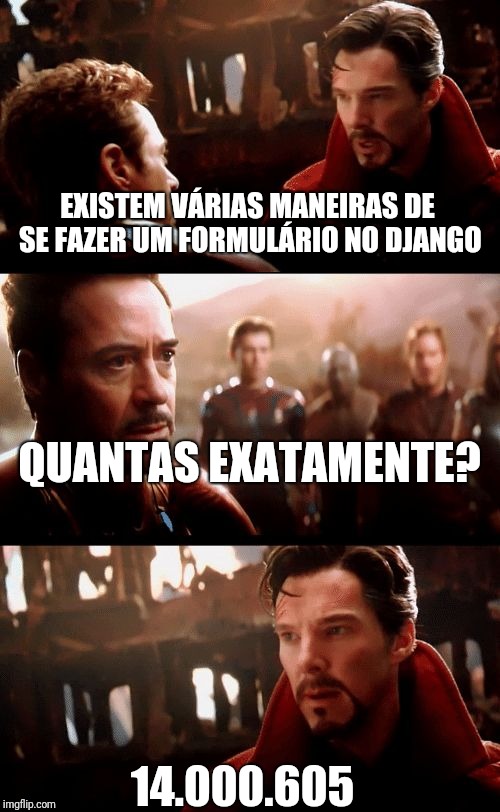 EXISTEM VÁRIAS MANEIRAS DE
SE FAZER UM FORMULÁRIO NO DJANGO
QUANTAS EXATAMENTE?
14.000.605
imgflip.com